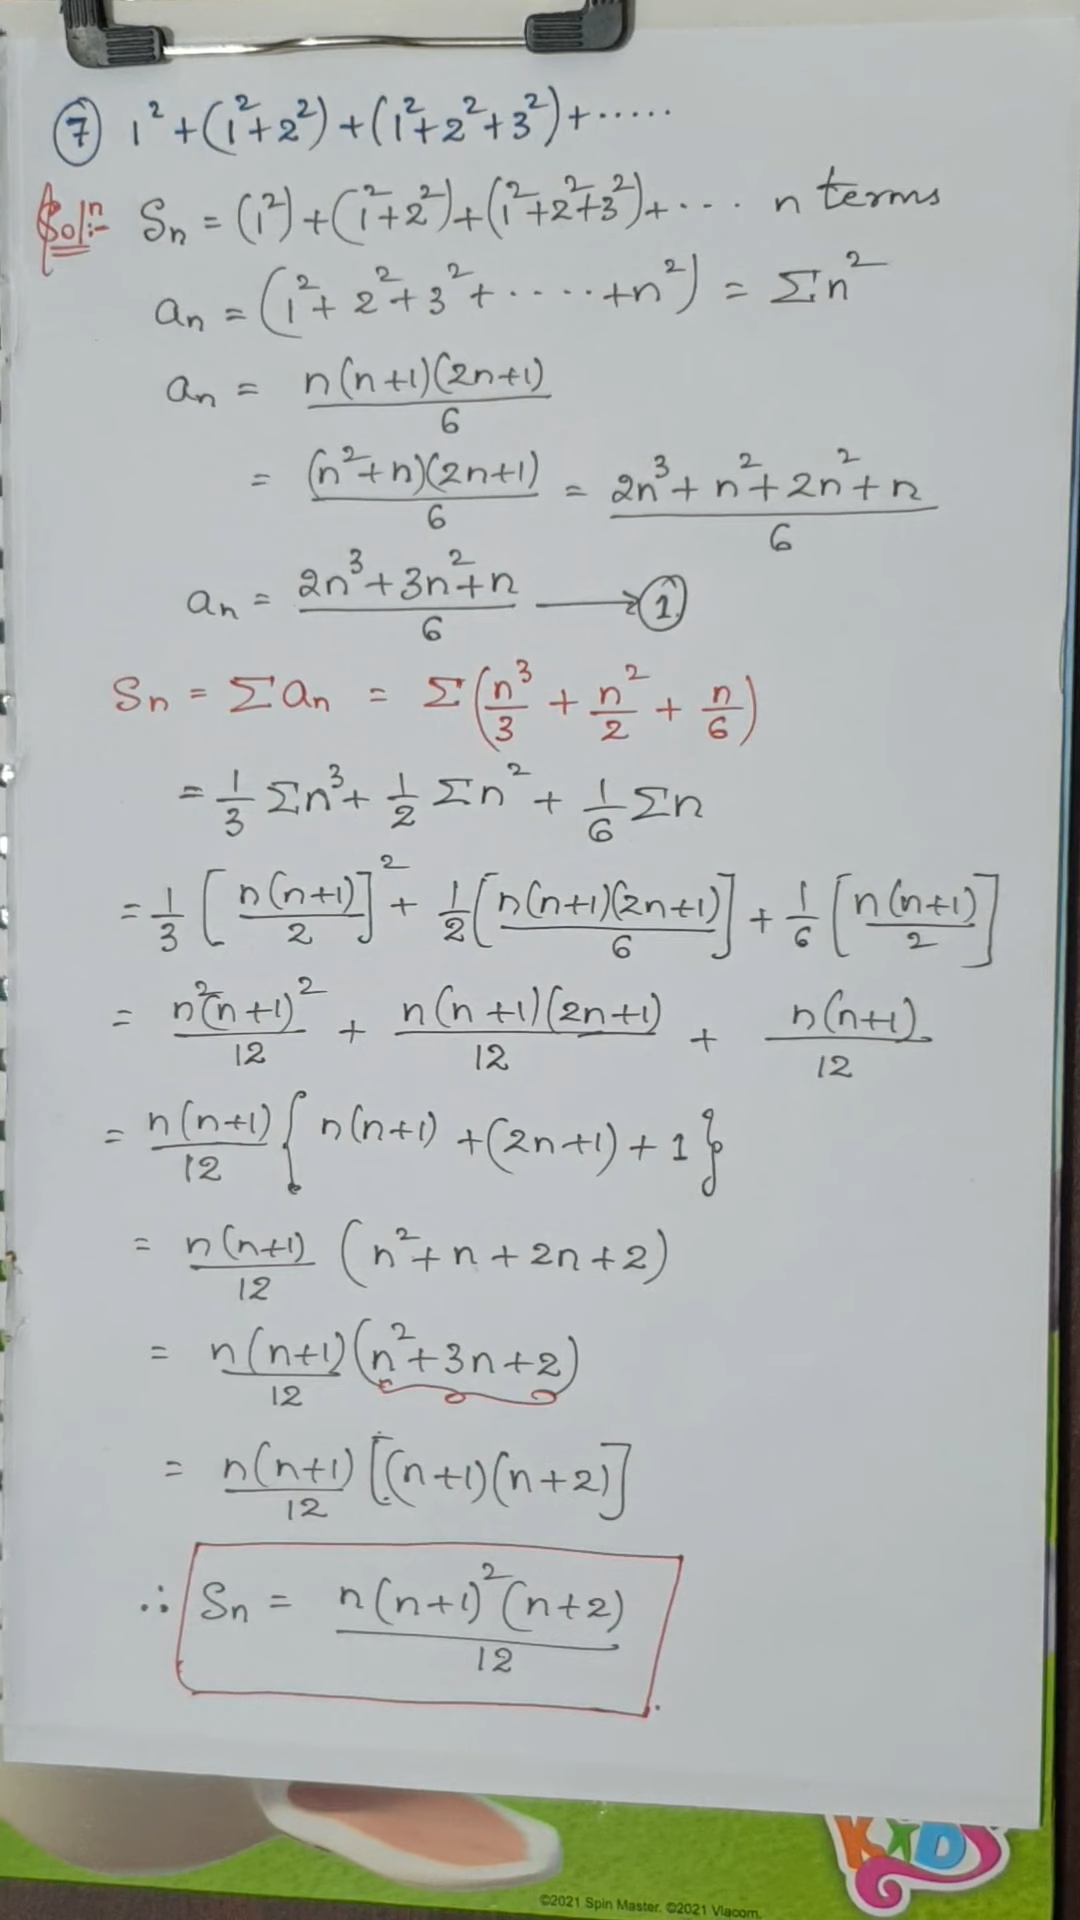 ⑦ 1² + (1² + 2²) + (1² + 2² + 3²) + ......
Solⁿ:- Sₙ = (1²) + (1² + 2²) + (1² + 2² + 3²) + ... n terms
aₙ = (1² + 2² + 3² + ..... + n²) = Σn²
aₙ = n(n+1)(2n+1)/6
= (n²+n)(2n+1)/6 = (2n³ + n² + 2n² + n)/6
aₙ = (2n³ + 3n² + n)/6 ⟶ ①
Sₙ = Σaₙ = Σ(n³/3 + n²/2 + n/6)
= 1/3 Σn³ + 1/2 Σn² + 1/6 Σn
= 1/3 [n(n+1)/2]² + 1/2 [n(n+1)(2n+1)/6] + 1/6 [n(n+1)/2]
= n²(n+1)²/12 + n(n+1)(2n+1)/12 + n(n+1)/12
= n(n+1)/12 { n(n+1) + (2n+1) + 1 }
= n(n+1)/12 (n² + n + 2n + 2)
= n(n+1)/12 (n² + 3n + 2)
= n(n+1)/12 [(n+1)(n+2)]
∴ Sₙ = n(n+1)²(n+2)/12
KiD
©2021 Spin Master. ©2021 Viacom.